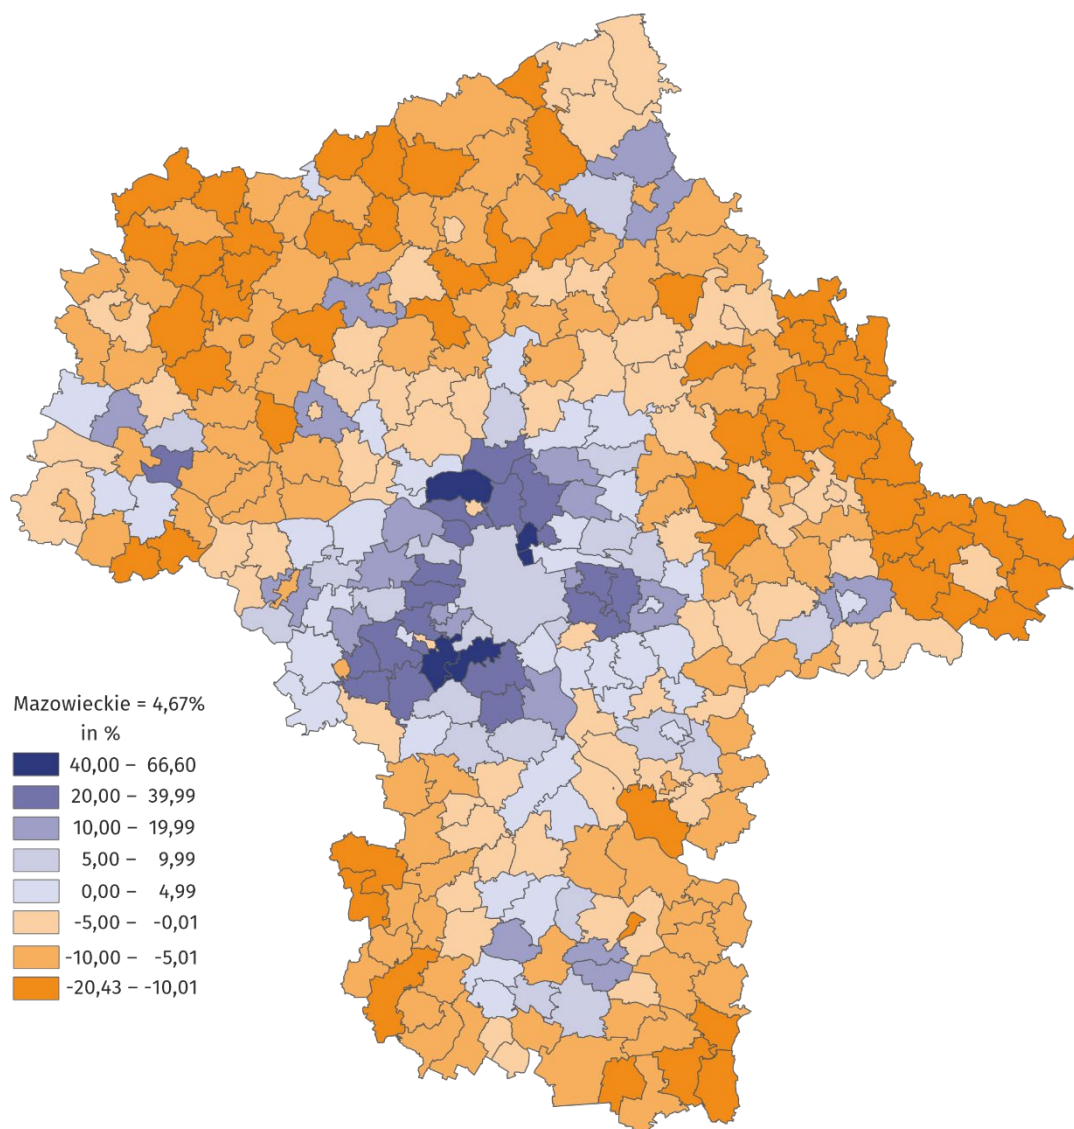 Mazowieckie = 4,67%
in %
40,00 – 66,60
20,00 – 39,99
10,00 – 19,99
5,00 – 9,99
0,00 – 4,99
-5,00 – -0,01
-10,00 – -5,01
-20,43 – -10,01